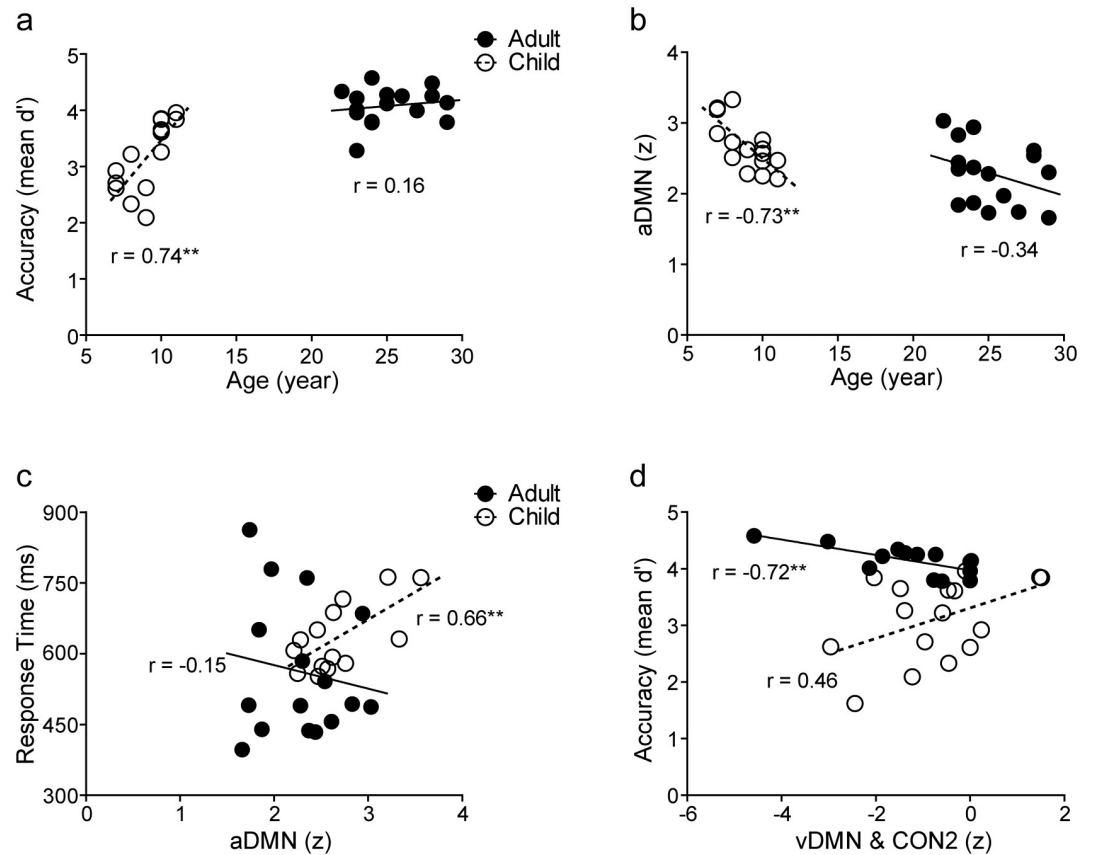 a
Adult
Child
Accuracy (mean d')
5
4
3
2
1
0
r = 0.16
r = 0.74**
5 10 15 20 25 30
Age (year)
b
aDMN (z)
4
3
2
1
0
r = -0.73**
r = -0.34
5 10 15 20 25 30
Age (year)
c
Adult
Child
Response Time (ms)
900
750
600
450
300
r = 0.66**
r = -0.15
0 1 2 3 4
aDMN (z)
d
Accuracy (mean d')
5
4
3
2
1
0
r = -0.72**
r = 0.46
-6 -4 -2 0 2
vDMN & CON2 (z)